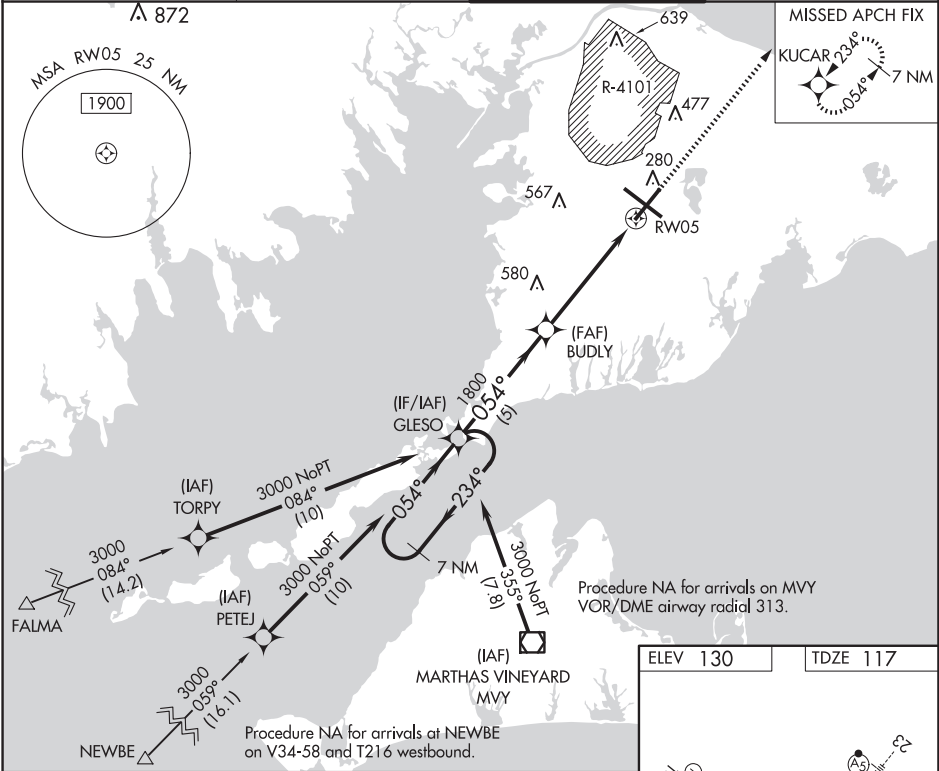 872
MSA RW05 25 NM
1900
639
R-4101
477
280
567
RW05
580
MISSED APCH FIX
KUCAR
234°
054°
7 NM
(FAF)
BUDLY
1800
054°
(5)
(IF/IAF)
GLESO
(IAF)
TORPY
3000 NoPT
084°
(10)
054°
234°
7 NM
3000
084°
(14.2)
FALMA
(IAF)
PETEJ
3000 NoPT
059°
(10)
3000 NoPT
355°
(7.8)
Procedure NA for arrivals on MVY
VOR/DME airway radial 313.
(IAF)
MARTHAS VINEYARD
MVY
3000
059°
(16.1)
NEWBE
Procedure NA for arrivals at NEWBE
on V34-58 and T216 westbound.
ELEV 130
TDZE 117
A5
23